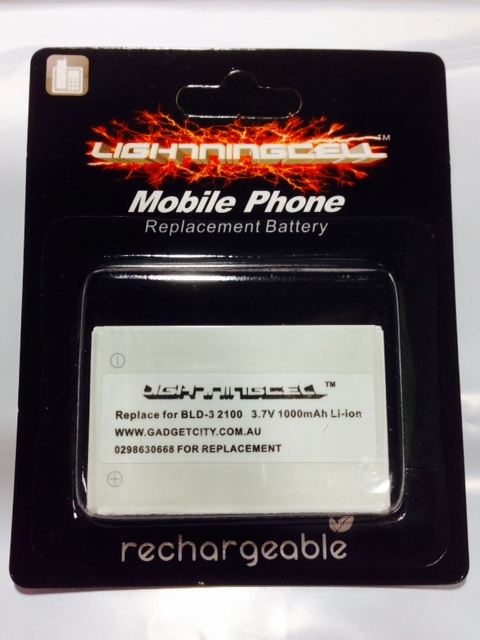 LIGHTNINGCELL™
Mobile Phone
Replacement Battery
LIGHTNINGCELL™
Replace for BLD-3 2100 3.7V 1000mAh Li-ion
WWW.GADGETCITY.COM.AU
0298630668 FOR REPLACEMENT
rechargeable